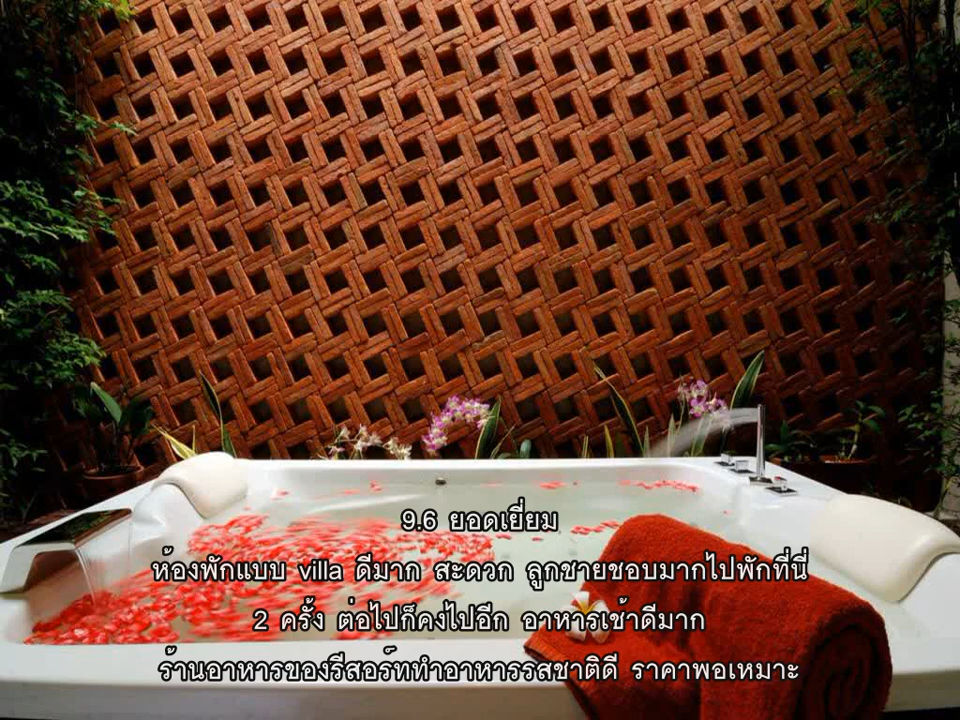 9.6 ยอดเยี่ยม
ห้องพักแบบ villa ดีมาก สะดวก ลูกชายชอบมากไปพักที่นี่
2 ครั้ง ต่อไปก็คงไปอีก อาหารเช้าดีมาก
ร้านอาหารของรีสอร์ททำอาหารรสชาติดี ราคาพอเหมาะ